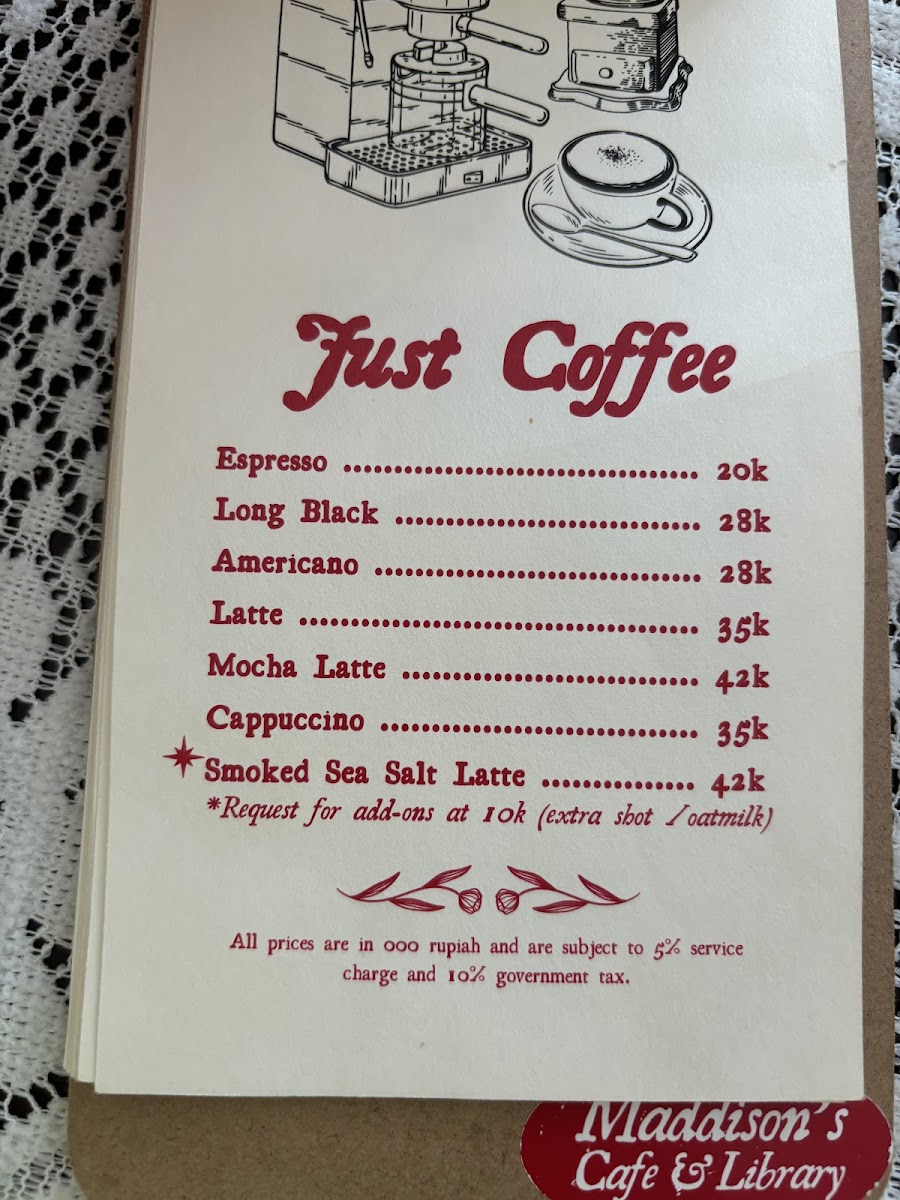 Just Coffee
Espresso ................................... 20k
Long Black .............................. 28k
Americano ................................ 28k
Latte ....................................... 35k
Mocha Latte ............................. 42k
Cappuccino ............................... 35k
Smoked Sea Salt Latte ............... 42k
*Request for add-ons at 10k (extra shot / oatmilk)
All prices are in 000 rupiah and are subject to 5% service
charge and 10% government tax.
Maddison's
Cafe & Library